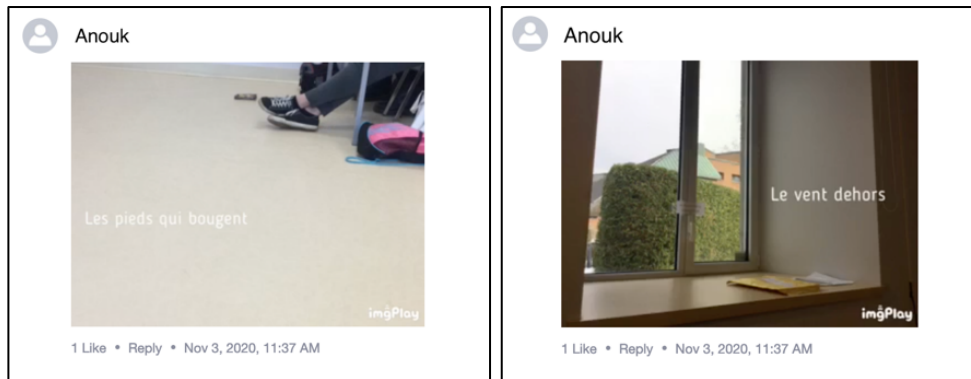 Anouk
Les pieds qui bougent
imgPlay
1 Like • Reply • Nov 3, 2020, 11:37 AM
Anouk
Le vent dehors
imgPlay
1 Like • Reply • Nov 3, 2020, 11:37 AM